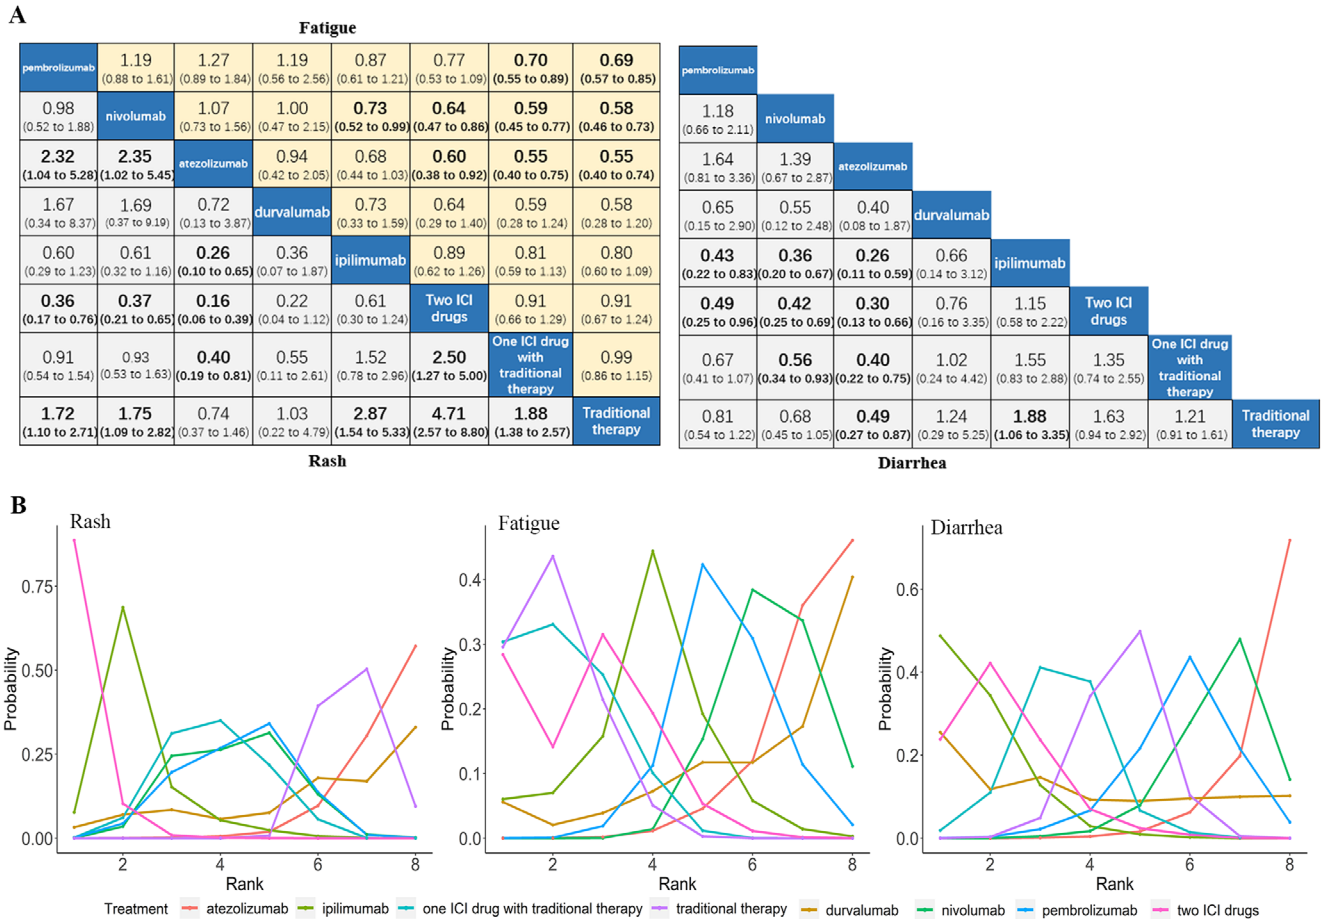 A
Fatigue
pembrolizumab 1.19 1.27 1.19 0.87 0.77 0.70 0.69
(0.88 to 1.61) (0.89 to 1.84) (0.56 to 2.56) (0.61 to 1.21) (0.53 to 1.09) (0.55 to 0.89) (0.57 to 0.85)
0.98 nivolumab 1.07 1.00 0.73 0.64 0.59 0.58
(0.52 to 1.88) (0.73 to 1.56) (0.47 to 2.15) (0.52 to 0.99) (0.47 to 0.86) (0.45 to 0.77) (0.46 to 0.73)
2.32 2.35 atezolizumab 0.94 0.68 0.60 0.55 0.55
(1.04 to 5.28) (1.02 to 5.45) (0.42 to 2.05) (0.44 to 1.03) (0.38 to 0.92) (0.40 to 0.75) (0.40 to 0.74)
1.67 1.69 0.72 durvalumab 0.73 0.64 0.59 0.58
(0.34 to 8.37) (0.37 to 9.19) (0.13 to 3.87) (0.33 to 1.59) (0.29 to 1.40) (0.28 to 1.24) (0.28 to 1.20)
0.60 0.61 0.26 0.36 ipilimumab 0.89 0.81 0.80
(0.29 to 1.23) (0.32 to 1.16) (0.10 to 0.65) (0.07 to 1.87) (0.62 to 1.26) (0.59 to 1.13) (0.60 to 1.09)
0.36 0.37 0.16 0.22 0.61 Two ICI drugs 0.91 0.91
(0.17 to 0.76) (0.21 to 0.65) (0.06 to 0.39) (0.04 to 1.12) (0.30 to 1.24) (0.66 to 1.29) (0.67 to 1.24)
0.91 0.93 0.40 0.55 1.52 2.50 One ICI drug with traditional therapy 0.99
(0.54 to 1.54) (0.53 to 1.63) (0.19 to 0.81) (0.11 to 2.61) (0.78 to 2.96) (1.27 to 5.00) (0.86 to 1.15)
1.72 1.75 0.74 1.03 2.87 4.71 1.88 Traditional therapy
(1.10 to 2.71) (1.09 to 2.82) (0.37 to 1.46) (0.22 to 4.79) (1.54 to 5.33) (2.57 to 8.80) (1.38 to 2.57)
Rash
pembrolizumab
1.18 nivolumab
(0.66 to 2.11)
1.64 1.39 atezolizumab
(0.81 to 3.36) (0.67 to 2.87)
0.65 0.55 0.40 durvalumab
(0.15 to 2.90) (0.12 to 2.48) (0.08 to 1.87)
0.43 0.36 0.26 0.66 ipilimumab
(0.22 to 0.83) (0.20 to 0.67) (0.11 to 0.59) (0.14 to 3.12)
0.49 0.42 0.30 0.76 1.15 Two ICI drugs
(0.25 to 0.96) (0.25 to 0.69) (0.13 to 0.66) (0.16 to 3.35) (0.58 to 2.22)
0.67 0.56 0.40 1.02 1.55 1.35 One ICI drug with traditional therapy
(0.41 to 1.07) (0.34 to 0.93) (0.22 to 0.75) (0.24 to 4.42) (0.83 to 2.88) (0.74 to 2.55)
0.81 0.68 0.49 1.24 1.88 1.63 1.21 Traditional therapy
(0.54 to 1.22) (0.45 to 1.05) (0.27 to 0.87) (0.29 to 5.25) (1.06 to 3.35) (0.94 to 2.92) (0.91 to 1.61)
Diarrhea
B
Rash
Probability
0.75
0.50
0.25
0.00
2 4 6 8
Rank
Fatigue
Probability
0.4
0.3
0.2
0.1
0.0
2 4 6 8
Rank
Diarrhea
Probability
0.6
0.4
0.2
0.0
2 4 6 8
Rank
Treatment atezolizumab ipilimumab one ICI drug with traditional therapy traditional therapy durvalumab nivolumab pembrolizumab two ICI drugs